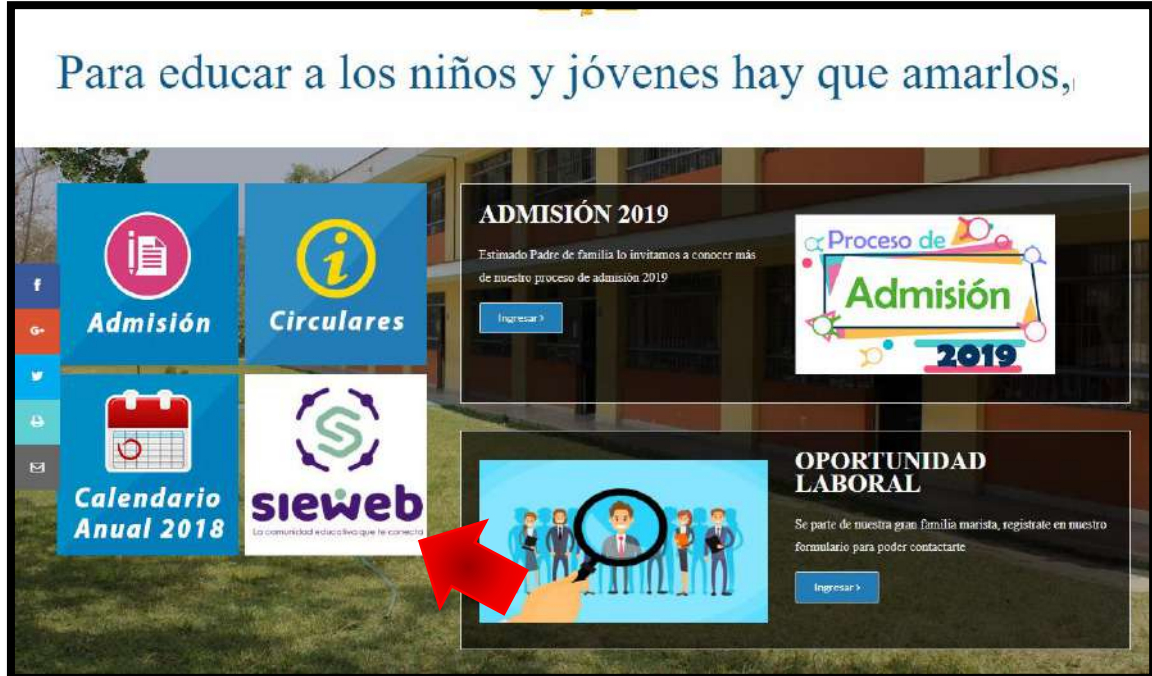 Para educar a los niños y jóvenes hay que amarlos,
Admisión
Circulares
Calendario
Anual 2018
sieweb
La comunidad educativa que te conecta
ADMISIÓN 2019
Estimado Padre de familia lo invitamos a conocer más
de nuestro proceso de admisión 2019
Ingresar >
Proceso de
Admisión
2019
OPORTUNIDAD
LABORAL
Se parte de nuestra gran familia marista, registrate en nuestro
formulario para poder contactarte
Ingresar >